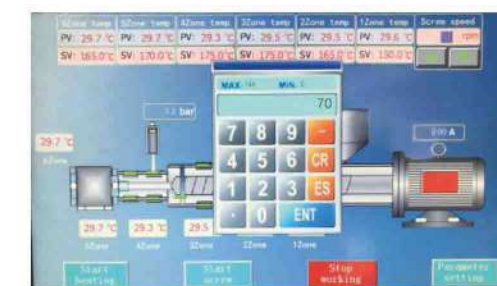 6Zone temp 5Zone temp 4Zone temp 3Zone temp 2Zone temp 1Zone temp Screw speed
PV: 29.7 ℃ PV: 29.7 ℃ PV: 29.3 ℃ PV: 29.5 ℃ PV: 29.5 ℃ PV: 29.6 ℃ rpm
SV: 165.0℃ SV: 170.0℃ SV: 175.0℃ SV: 175.0℃ SV: 165.0℃ SV: 150.0℃
MAX: MIN:
70
bar
7 8 9 -
4 5 6 CR
1 2 3 ES
. 0 ENT
A
29.7 ℃
6Zone
29.7 ℃ 29.3 ℃ 29.5
5Zone 4Zone 3Zone 2Zone 1Zone
Start heating
Start screw
Stop working
Parameter setting